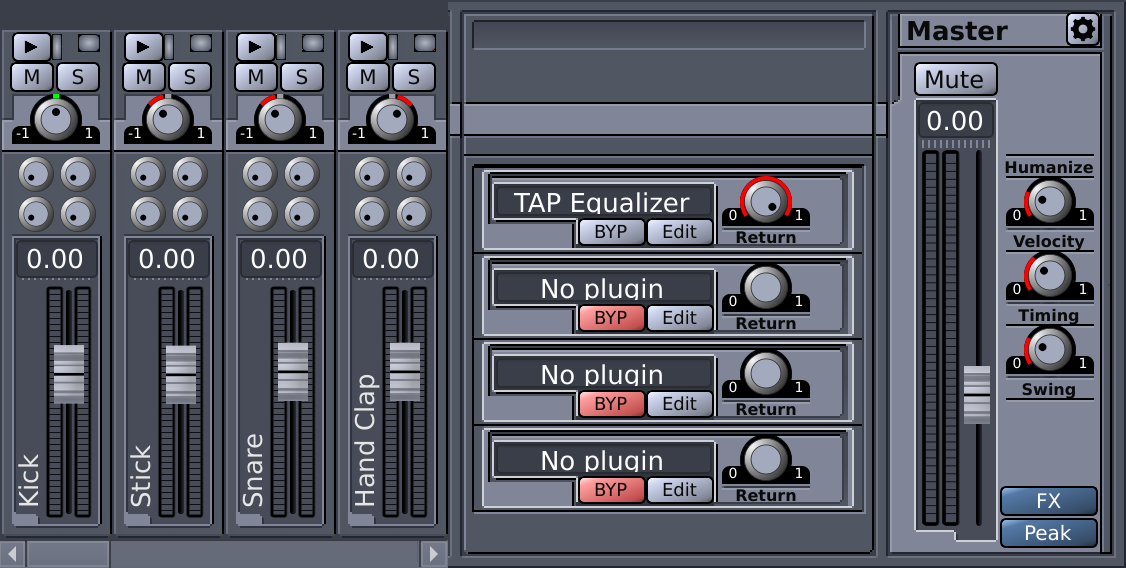 M S
-1 1
0.00
Kick
M S
-1 1
0.00
Stick
M S
-1 1
0.00
Snare
M S
-1 1
0.00
Hand Clap
TAP Equalizer
BYP Edit
0 1
Return
No plugin
BYP Edit
0 1
Return
No plugin
BYP Edit
0 1
Return
No plugin
BYP Edit
0 1
Return
Master
Mute
0.00
Humanize
0 1
Velocity
0 1
Timing
0 1
Swing
FX
Peak